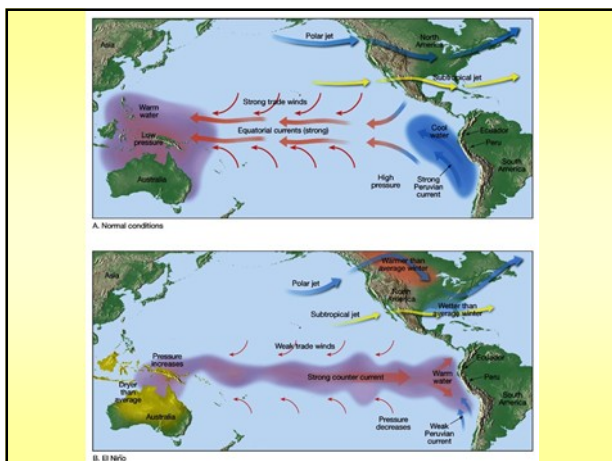 Asia
Polar jet
North
America
Subtropical jet
Warm
water
Strong trade winds
Low
pressure
Equatorial currents (strong)
Cool
water
Ecuador
Peru
Australia
High
pressure
Strong
Peruvian
current
South
America
A. Normal conditions
Asia
Warmer than
average winter
Polar jet
North
America
Wetter than
average winter
Subtropical jet
Pressure
increases
Weak trade winds
Ecuador
Strong counter current
Warm
water
Peru
Dryer
than
average
Australia
Pressure
decreases
Weak
Peruvian
current
South
America
B. El Niño